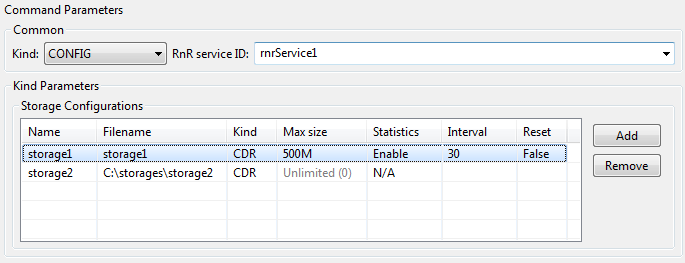 Command Parameters
Common
Kind: CONFIG RnR service ID: rnrService1
Kind Parameters
Storage Configurations
Name Filename Kind Max size Statistics Interval Reset
storage1 storage1 CDR 500M Enable 30 False
storage2 C:\storages\storage2 CDR Unlimited (0) N/A
Add
Remove